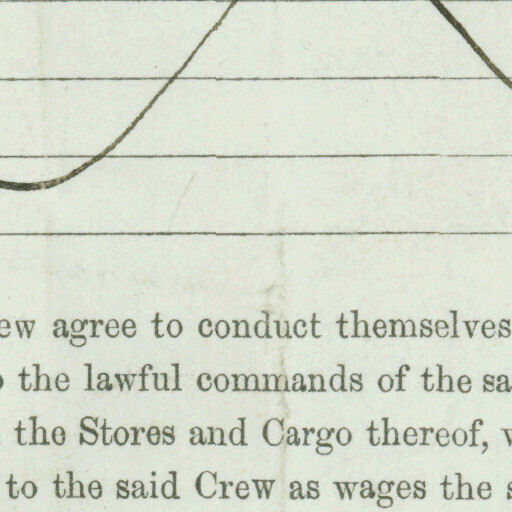 ew agree to conduct themselves
the lawful commands of the sa
the Stores and Cargo thereof, w
to the said Crew as wages the s